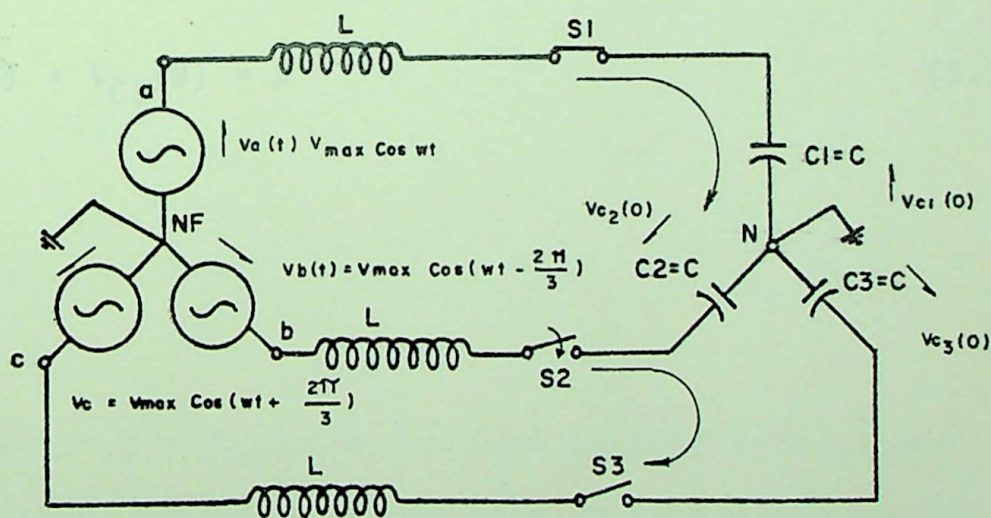 L
S1
a
Va(t) Vmax Cos wt
C1=C
Vc1(0)
Vc2(0)
NF
N
Vb(t) = Vmax Cos(wt - 2π/3)
C2=C
C3=C
L
b
c
S2
Vc3(0)
Vc = Vmax Cos(wt + 2π/3)
L
S3